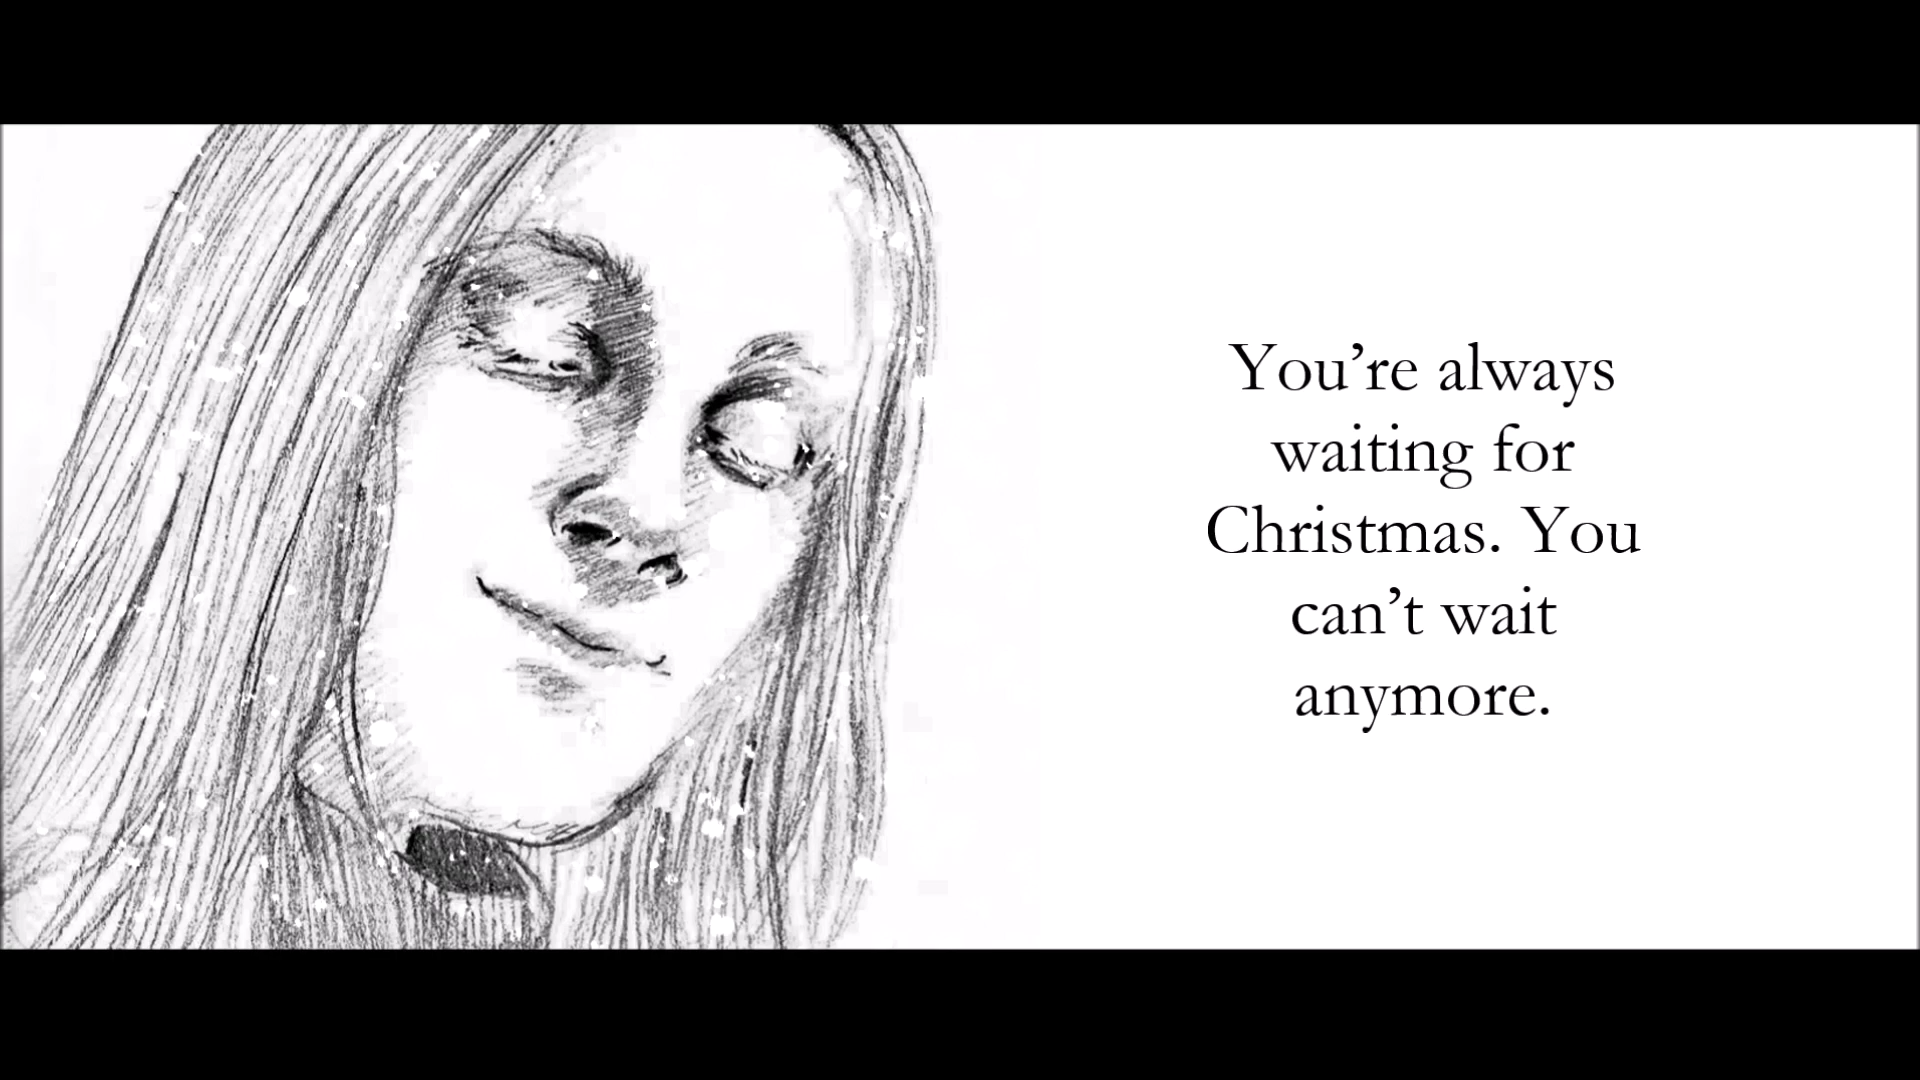 You’re always
waiting for
Christmas. You
can’t wait
anymore.